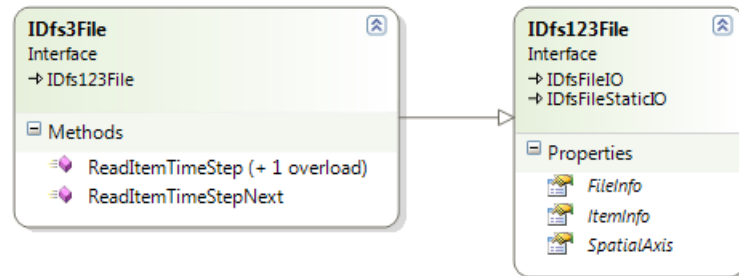 IDfs3File
Interface
IDfs123File
Methods
ReadItemTimeStep (+ 1 overload)
ReadItemTimeStepNext
IDfs123File
Interface
IDfsFileIO
IDfsFileStaticIO
Properties
FileInfo
ItemInfo
SpatialAxis